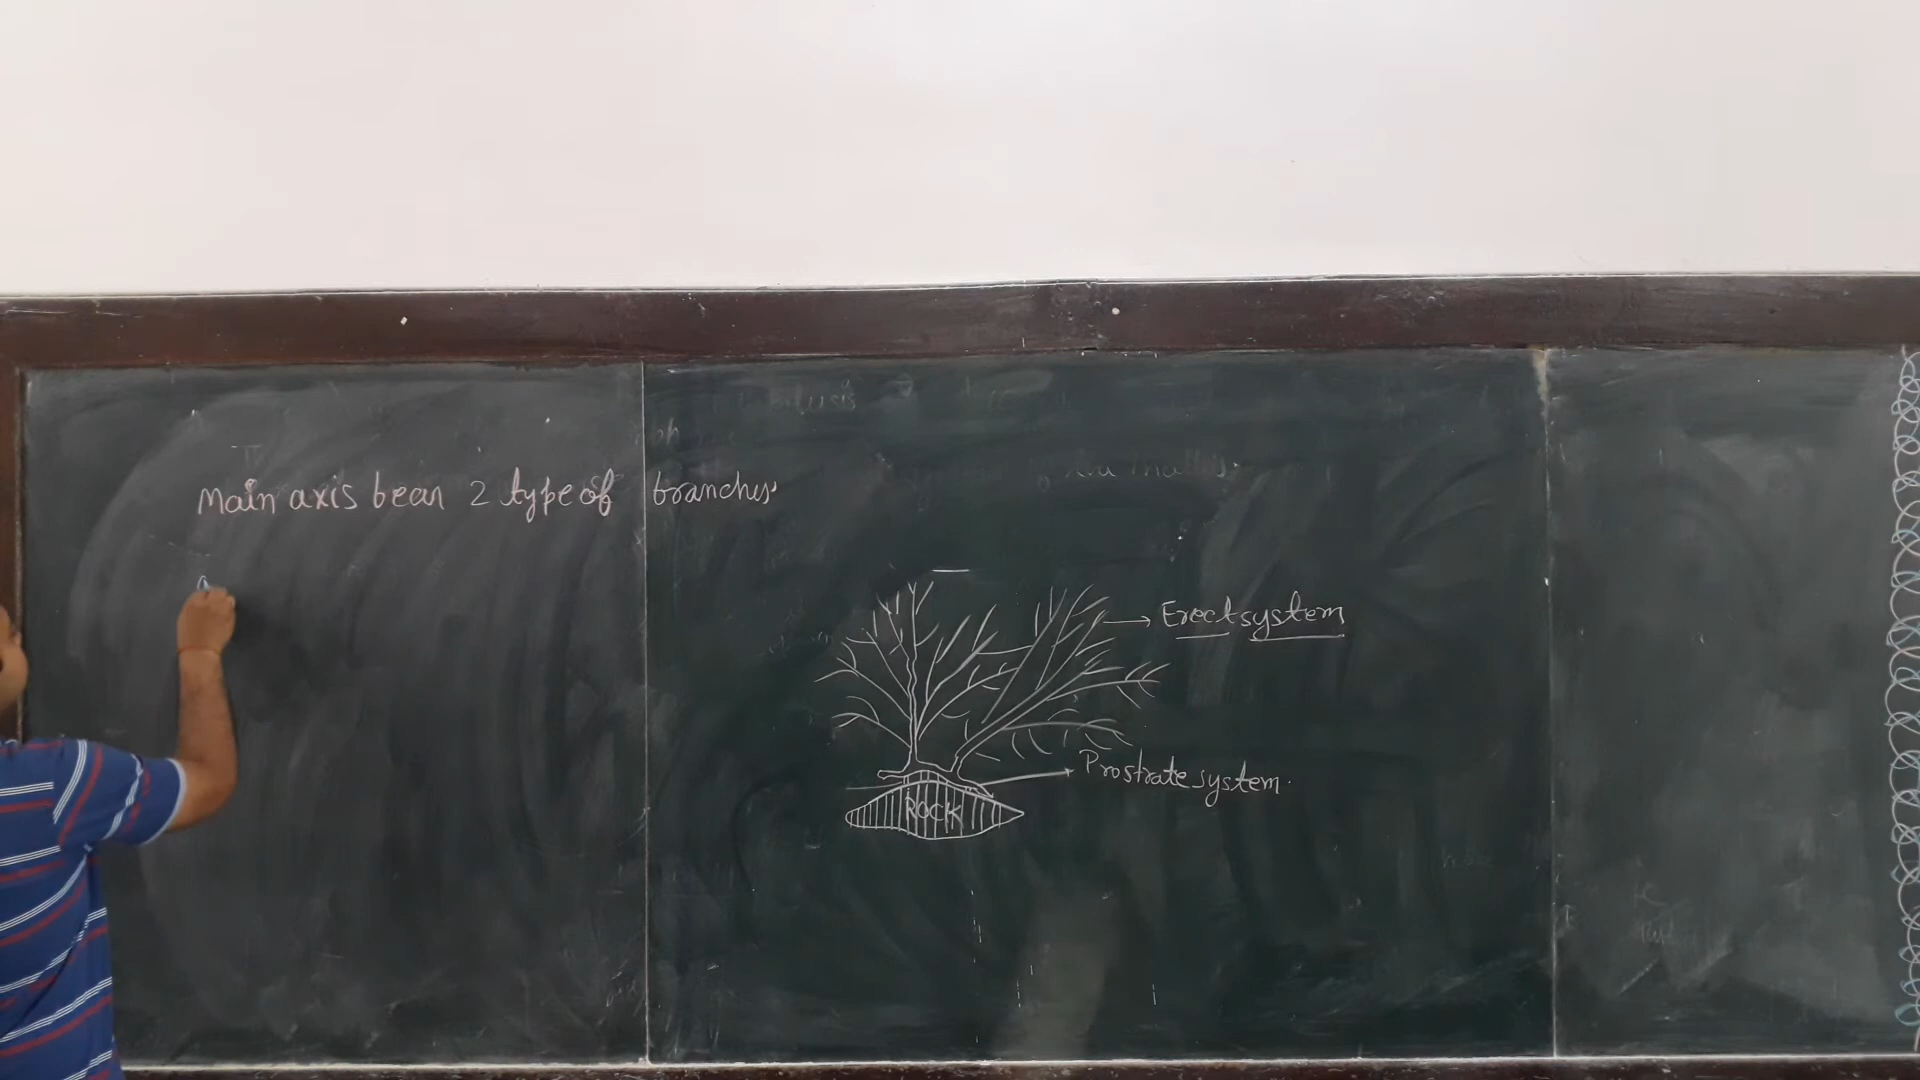 Main axis bear 2 type of branches
Erect system
Prostrate system.
ROCK